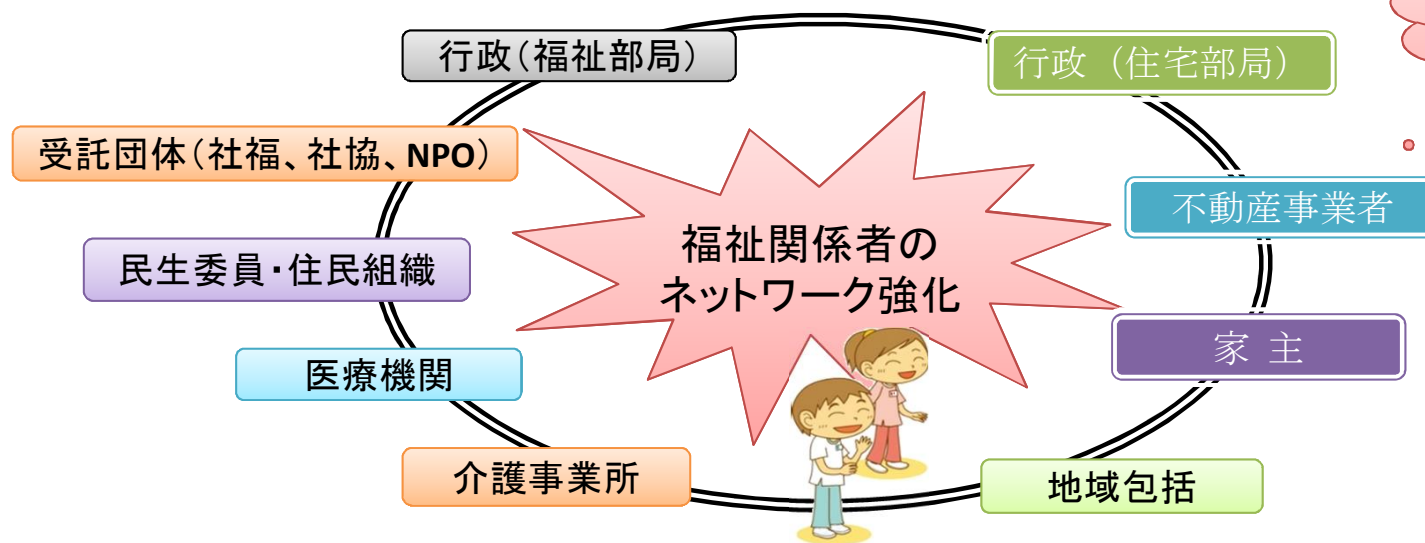 行政(福祉部局)
行政（住宅部局）
受託団体(社福、社協、NPO)
不動産事業者
民生委員・住民組織
福祉関係者の
ネットワーク強化
家 主
医療機関
介護事業所
地域包括